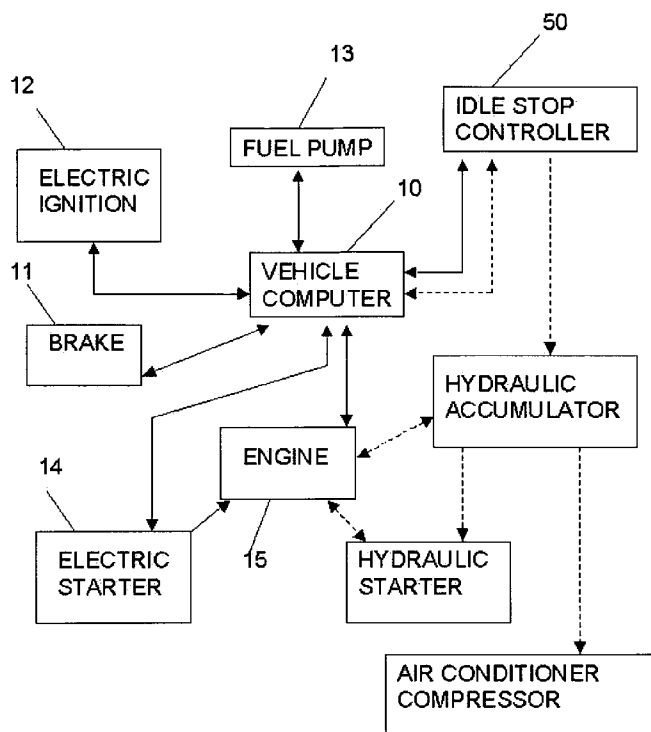 50
13
12
IDLE STOP
CONTROLLER
FUEL PUMP
ELECTRIC
IGNITION
10
11
VEHICLE
COMPUTER
BRAKE
HYDRAULIC
ACCUMULATOR
14
ENGINE
15
ELECTRIC
STARTER
HYDRAULIC
STARTER
AIR CONDITIONER
COMPRESSOR